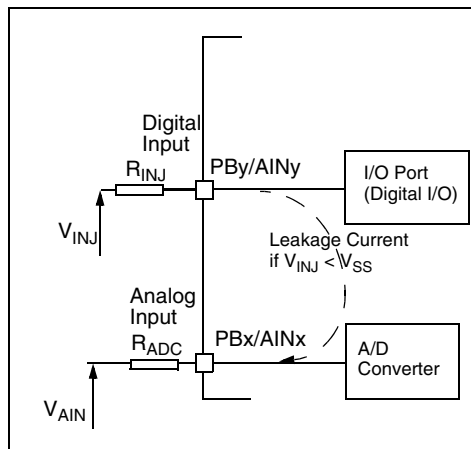 Digital
Input
R_INJ
PBy/AINy
I/O Port
(Digital I/O)
V_INJ
Leakage Current
if V_INJ < V_SS
Analog
Input
R_ADC
PBx/AINx
A/D
Converter
V_AIN